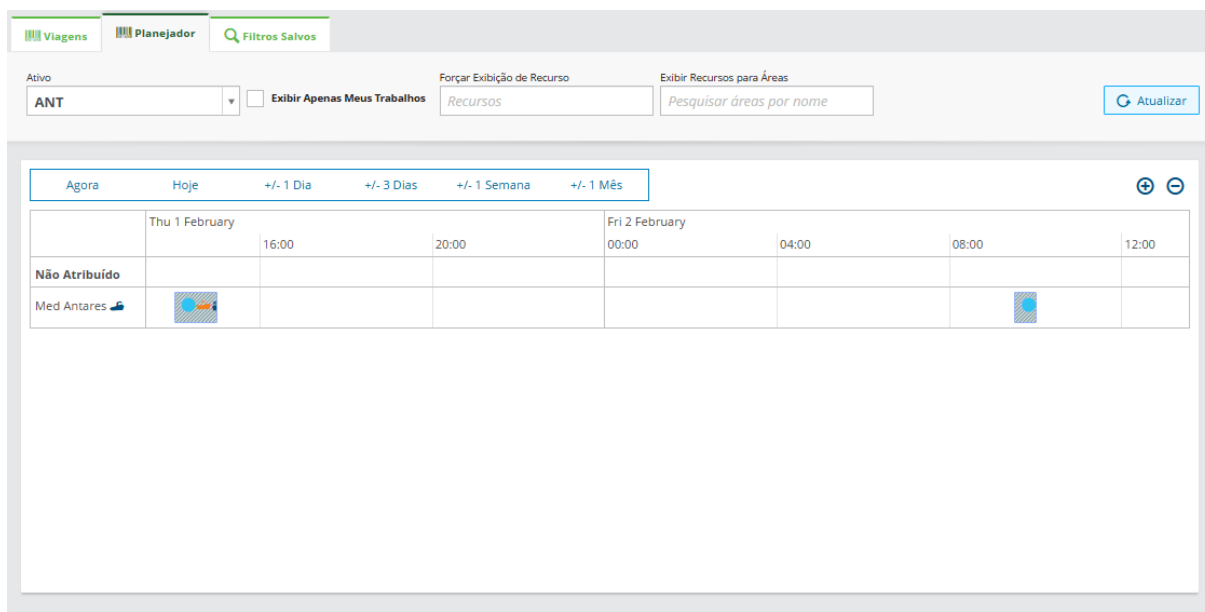 Viagens Planejador Filtros Salvos
Ativo Forçar Exibição de Recurso Exibir Recursos para Áreas
ANT Exibir Apenas Meus Trabalhos Recursos Pesquisar áreas por nome Atualizar
Agora Hoje +/- 1 Dia +/- 3 Dias +/- 1 Semana +/- 1 Mês
Thu 1 February Fri 2 February
16:00 20:00 00:00 04:00 08:00 12:00
Não Atribuído
Med Antares